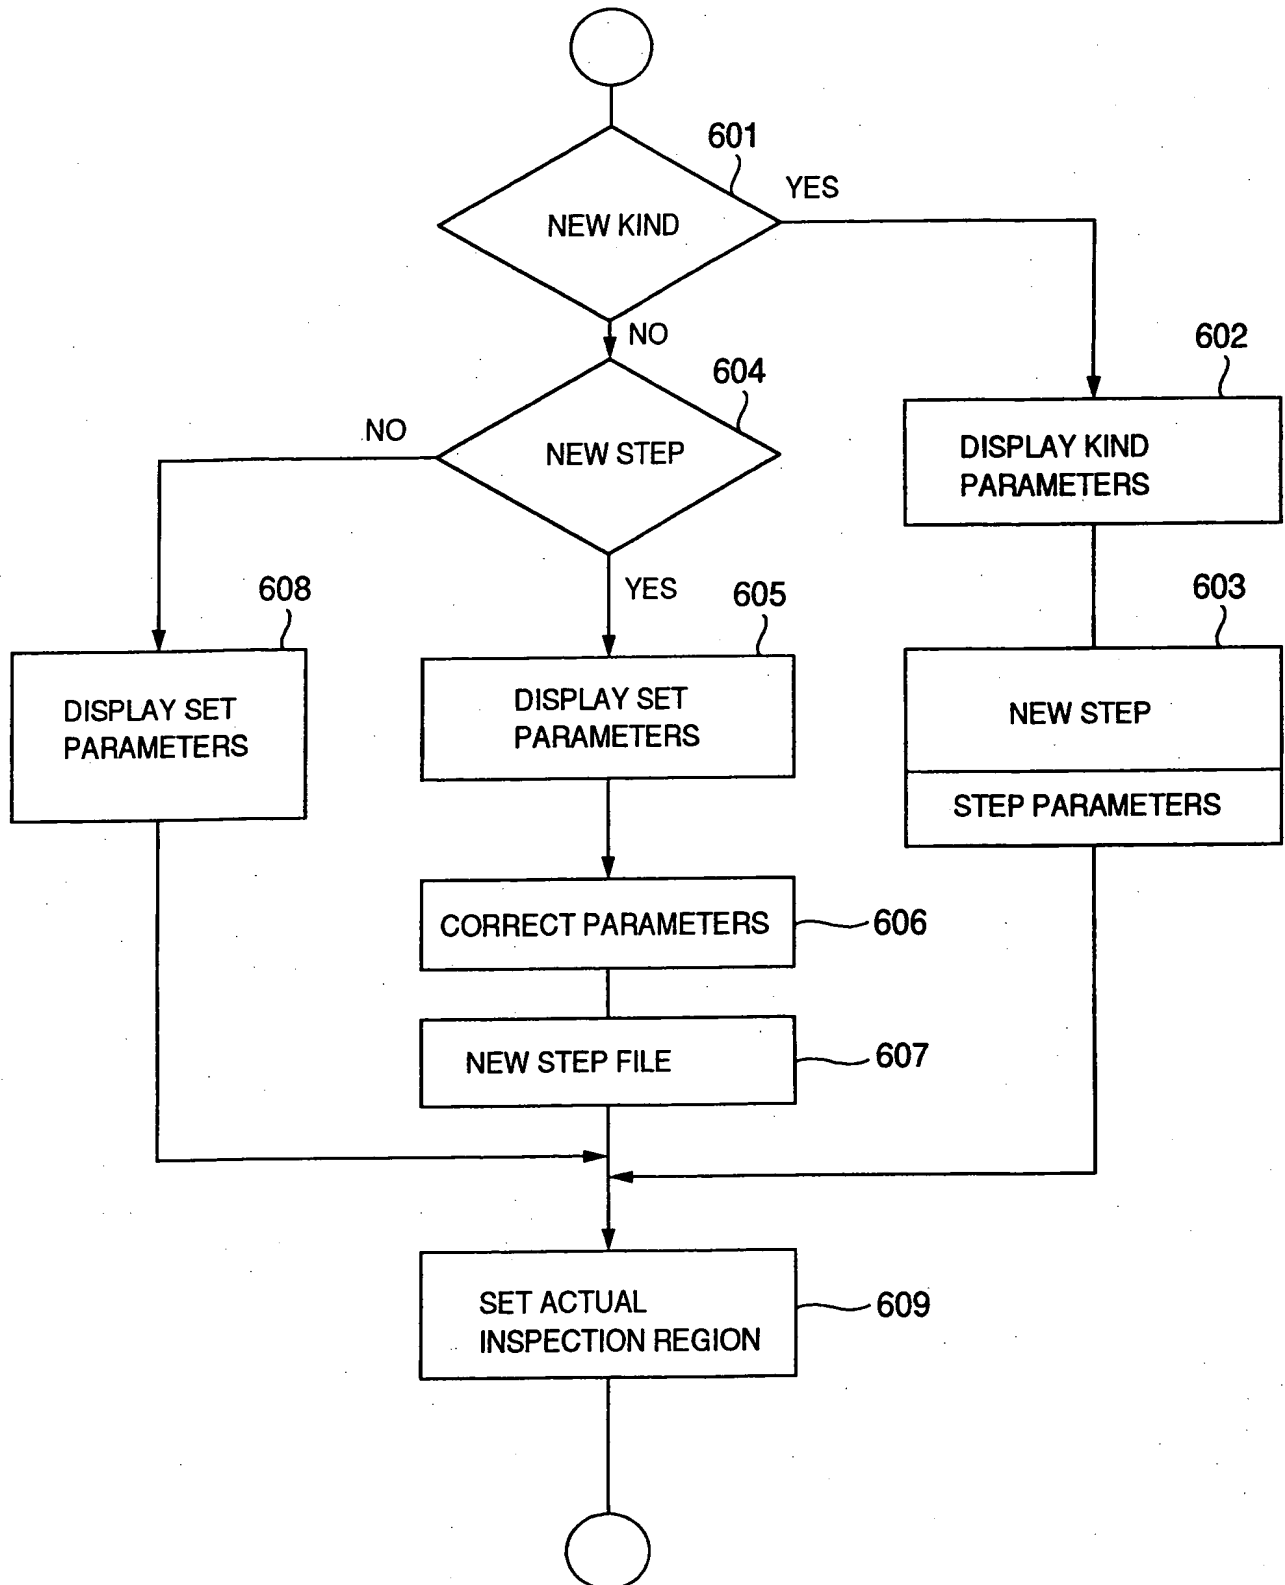 601
YES
NEW KIND
NO
602
604
NO
NEW STEP
DISPLAY KIND
PARAMETERS
YES
608
605
603
DISPLAY SET
PARAMETERS
DISPLAY SET
PARAMETERS
NEW STEP
STEP PARAMETERS
CORRECT PARAMETERS
606
NEW STEP FILE
607
SET ACTUAL
INSPECTION REGION
609